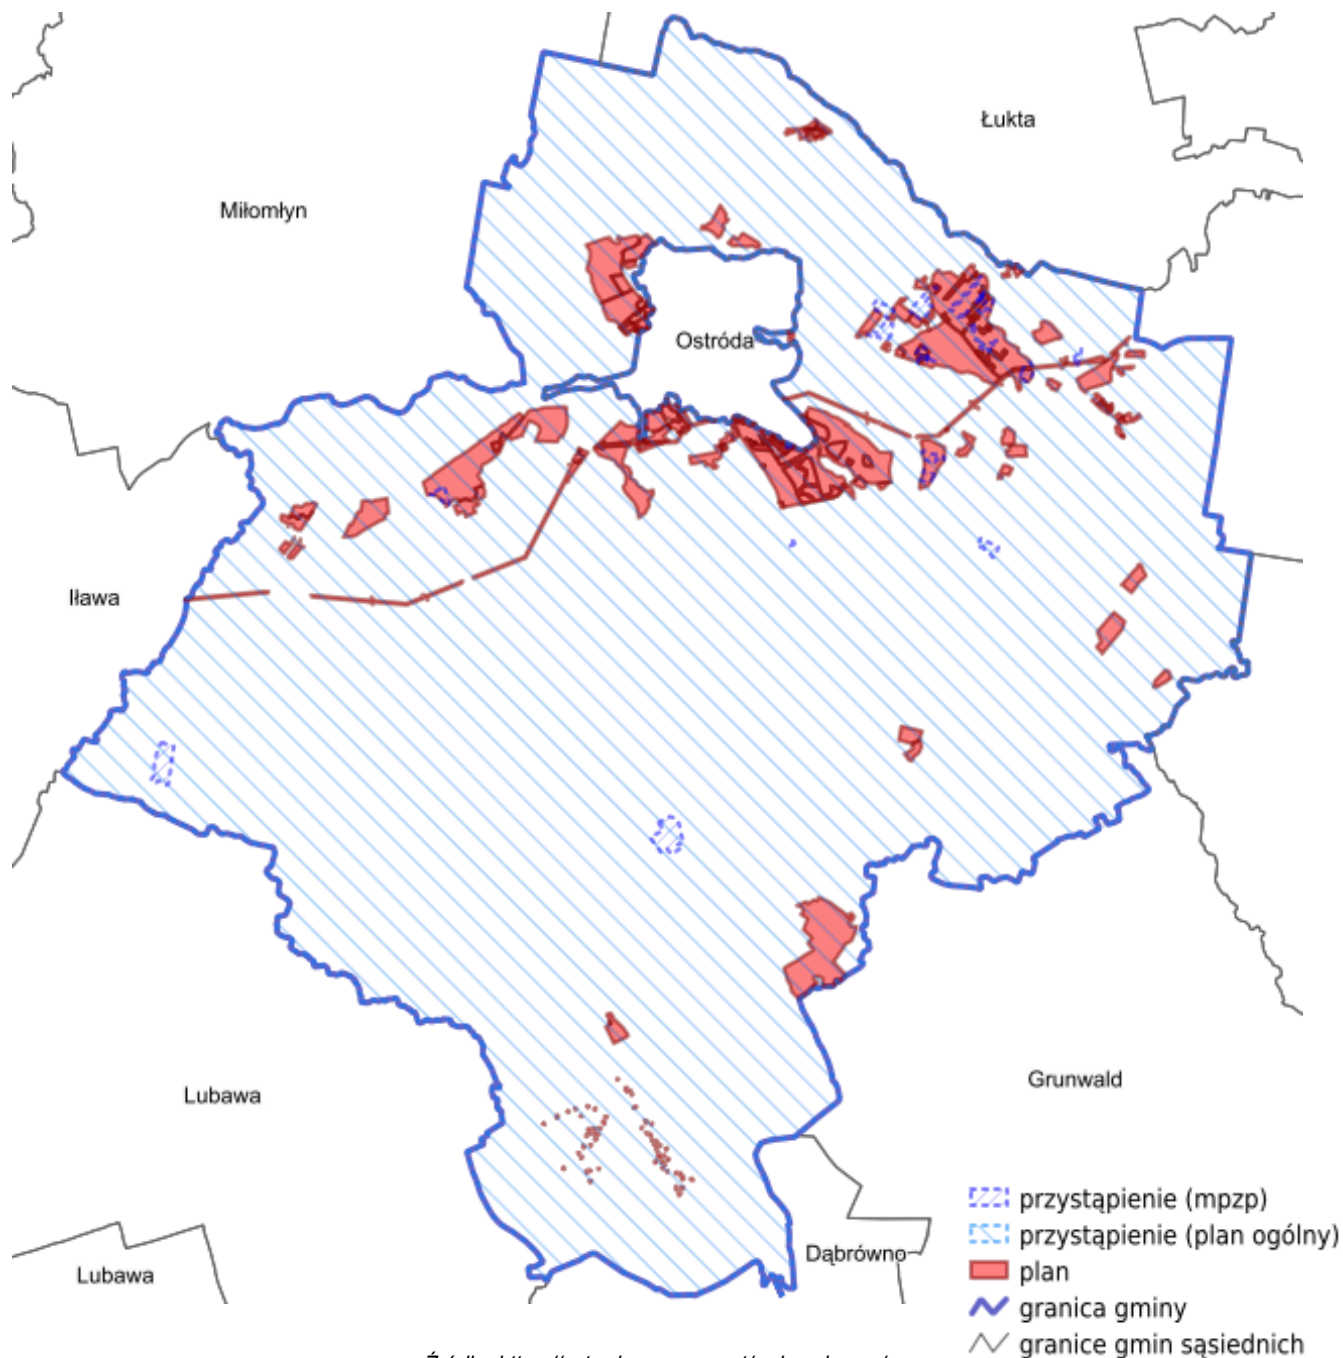 Łukta
Miłomłyn
Ostróda
Iława
Lubawa
Grunwald
Dąbrówno
Lubawa
przystąpienie (mpzp)
przystąpienie (plan ogólny)
plan
granica gminy
granice gmin sąsiednich